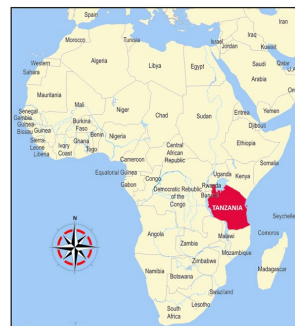 Spain
Iran
Morocco
Tunisia
Israel
Jordan
Iraq
Kuwait
Algeria
Libya
Egypt
Saudi
Arabia
Western
Sahara
Mauritania
Mali
Niger
Chad
Sudan
Eritrea
Yemen
Oman
Djibouti
Senegal
Gambia
Guinea-
Bissau
Guinea
Burkina
Faso
Benin
Nigeria
Sierra-
Leone
Liberia
Ivory
Coast
Ghana
Togo
Central
African
Republic
Ethiopia
Somalia
Cameroon
Equatorial Guinea
Gabon
Congo
Democratic Republic
of the
Congo
Uganda
Kenya
Rwanda
TANZANIA
Seychelle
Comoros
Angola
Zambia
Malawi
Mozambique
Zimbabwe
Madagascar
Namibia
Botswana
Swaziland
Lesotho
South
Africa
N